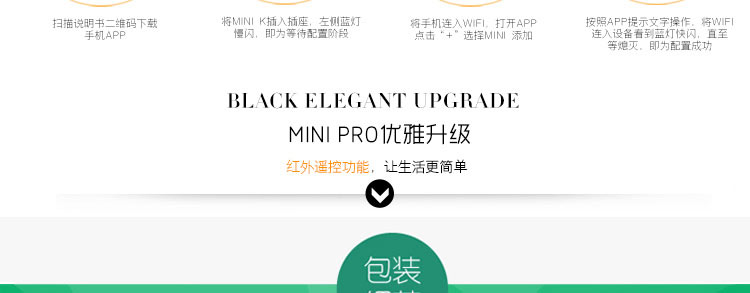 扫描说明书二维码下载
手机APP
将MINI K插入插座，左侧蓝灯
慢闪，即为等待配置阶段
将手机连入WIFI，打开APP
点击“+”选择MINI 添加
按照APP提示文字操作，将WIFI
连入设备看到蓝灯快闪，直至
等熄灭，即为配置成功
BLACK ELEGANT UPGRADE
MINI PRO优雅升级
红外遥控功能，让生活更简单
包装